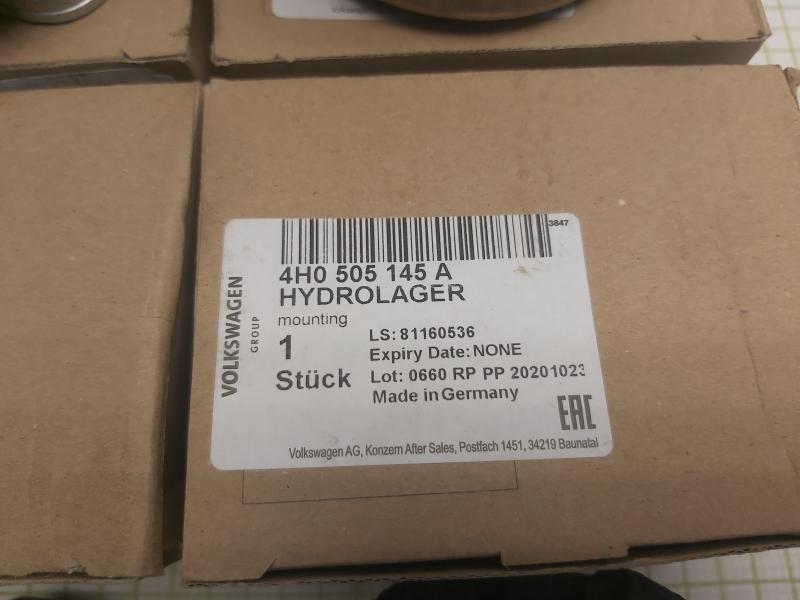 3847
4H0 505 145 A
HYDROLAGER
mounting
1
Stück
LS: 81160536
Expiry Date: NONE
Lot: 0660 RP PP 20201023
Made in Germany
VOLKSWAGEN
GROUP
EAC
Volkswagen AG, Konzern After Sales, Postfach 1451, 34219 Baunatal